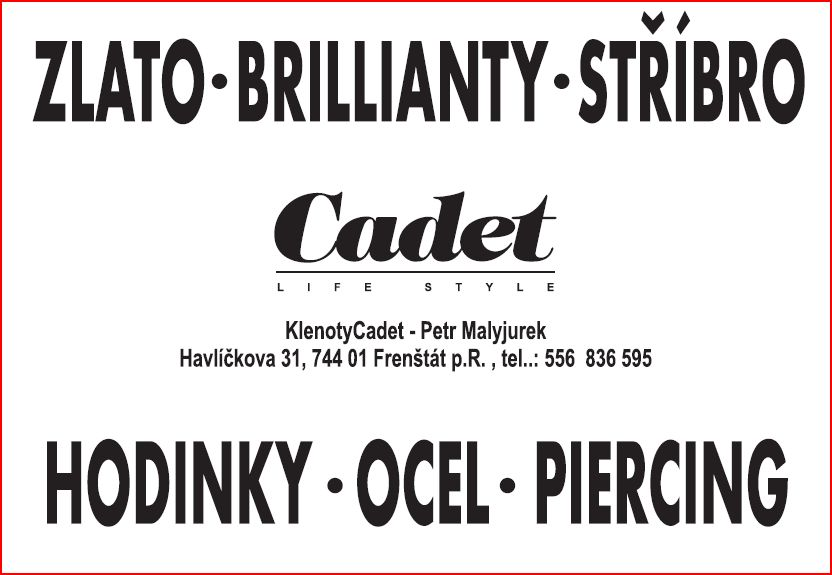 ZLATO · BRILLIANTY · STŘÍBRO
Cadet
LIFE STYLE
KlenotyCadet - Petr Malyjurek
Havlíčkova 31, 744 01 Frenštát p.R. , tel..: 556  836 595
HODINKY · OCEL · PIERCING